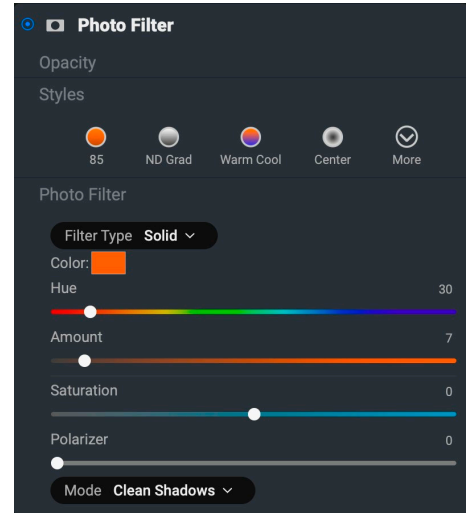 Photo Filter
Opacity
Styles
85 ND Grad Warm Cool Center More
Photo Filter
Filter Type Solid
Color:
Hue 30
Amount 7
Saturation 0
Polarizer 0
Mode Clean Shadows